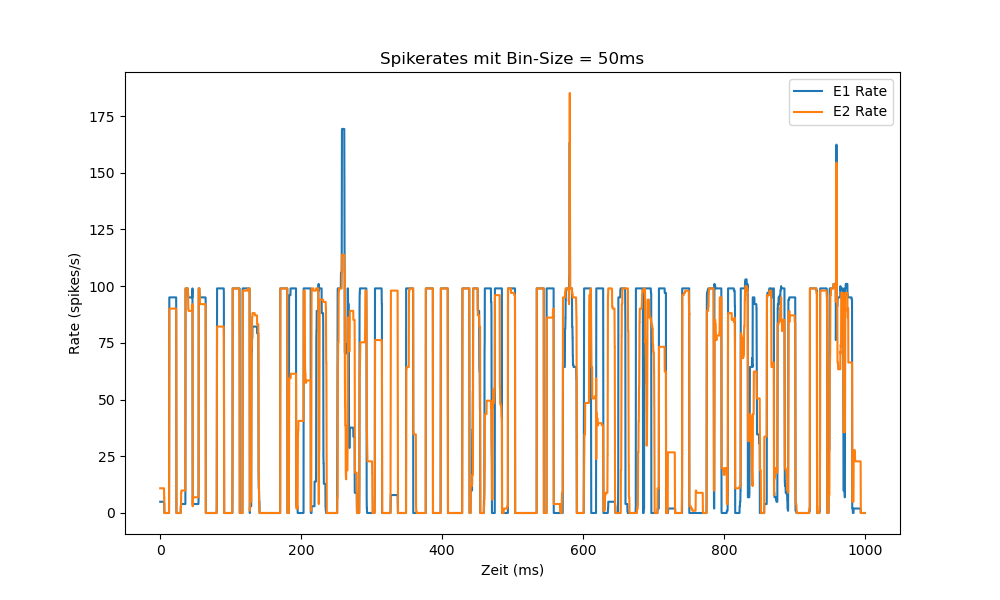 Spikerates mit Bin-Size = 50ms
E1 Rate
E2 Rate
175
150
125
100
75
50
25
0
Rate (spikes/s)
0 200 400 600 800 1000
Zeit (ms)